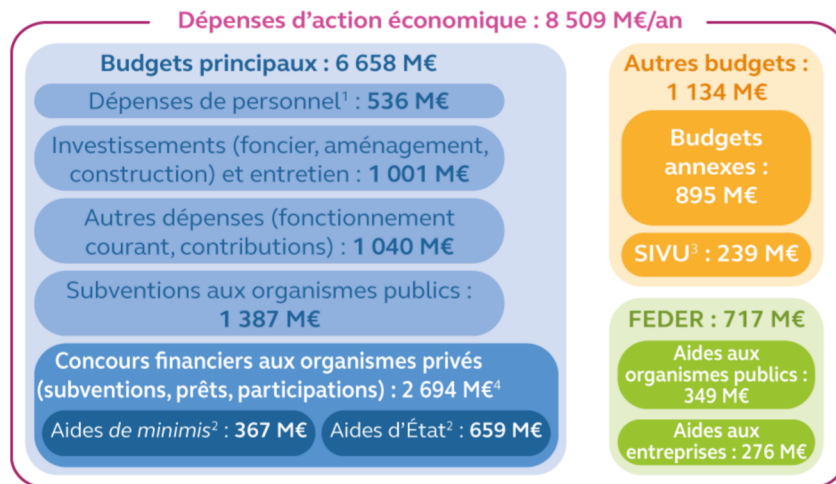 Dépenses d’action économique : 8 509 M€/an
Budgets principaux : 6 658 M€
Dépenses de personnel¹ : 536 M€
Investissements (foncier, aménagement,
construction) et entretien : 1 001 M€
Autres dépenses (fonctionnement
courant, contributions) : 1 040 M€
Subventions aux organismes publics :
1 387 M€
Concours financiers aux organismes privés
(subventions, prêts, participations) : 2 694 M€⁴
Aides de minimis² : 367 M€
Aides d’État² : 659 M€
Autres budgets :
1 134 M€
Budgets
annexes :
895 M€
SIVU³ : 239 M€
FEDER : 717 M€
Aides aux
organismes publics :
349 M€
Aides aux
entreprises : 276 M€